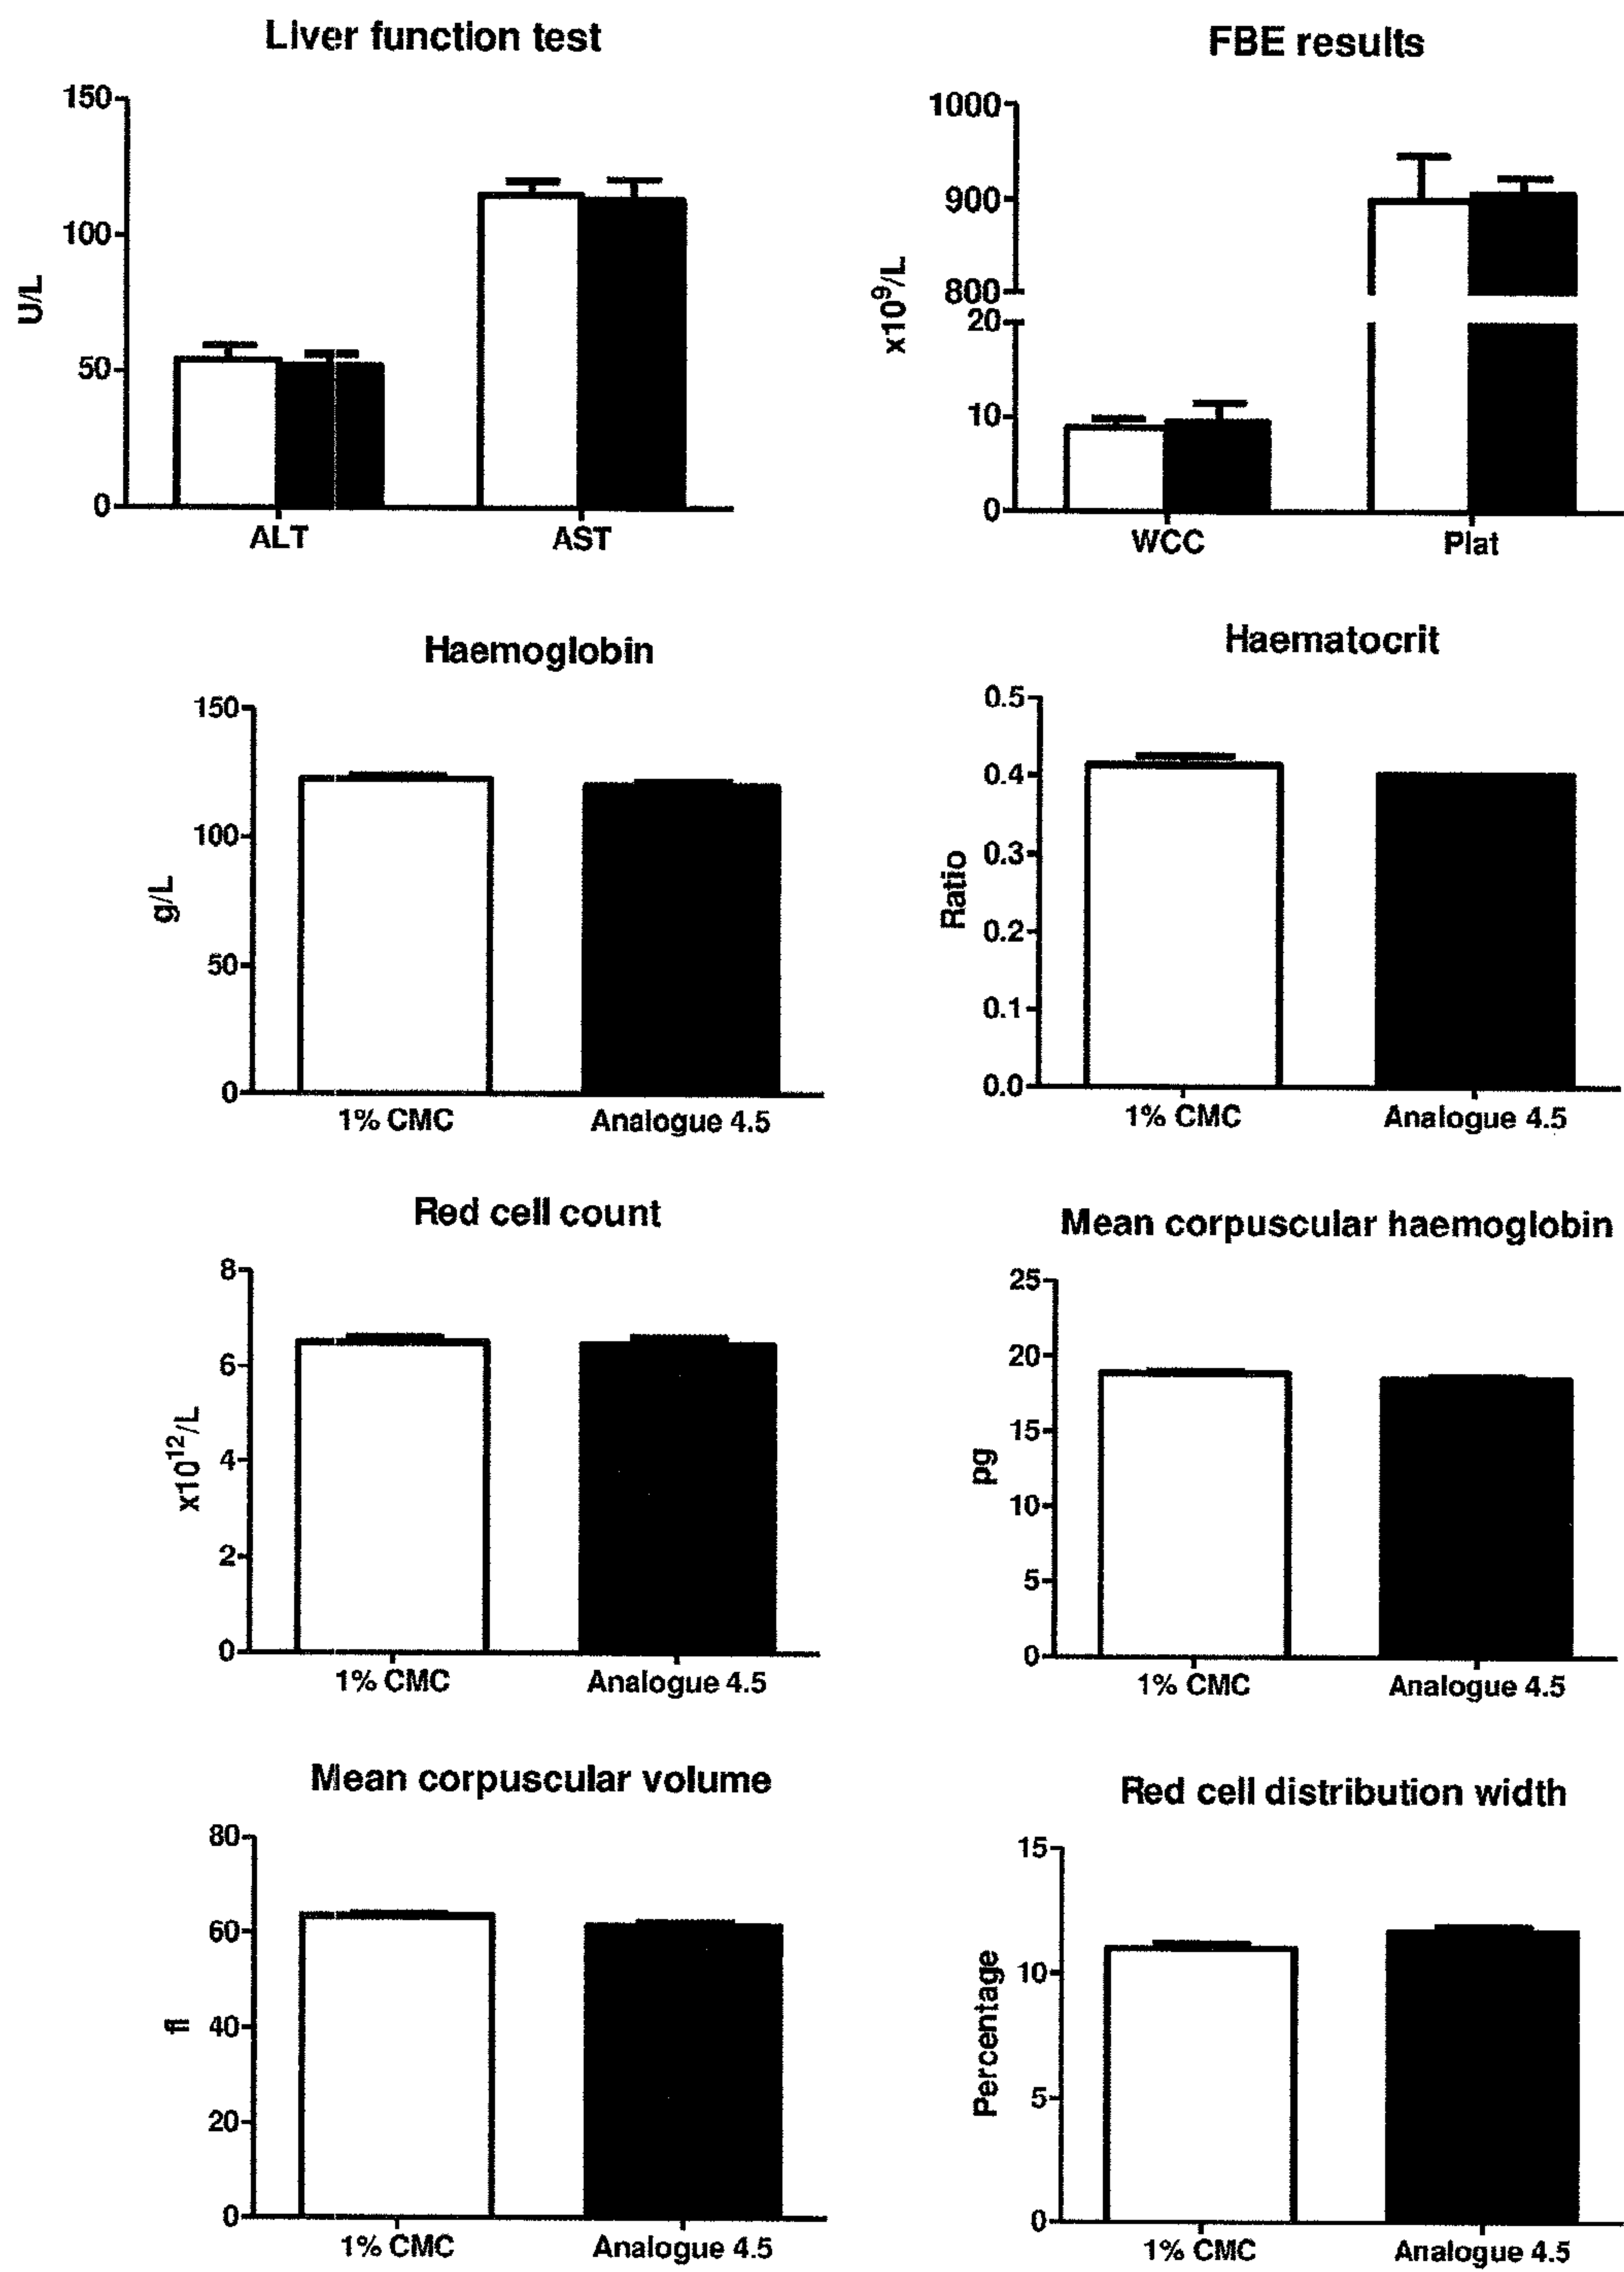 Liver function test
150
100
50
0
U/L
ALT
AST
FBE results
1000
900
800
20
10
0
x10⁹/L
WCC
Plat
Haemoglobin
150
100
50
0
g/L
1% CMC
Analogue 4.5
Haematocrit
0.5
0.4
0.3
0.2
0.1
0.0
Ratio
1% CMC
Analogue 4.5
Red cell count
8
6
4
2
0
x10¹²/L
1% CMC
Analogue 4.5
Mean corpuscular haemoglobin
25
20
15
10
5
0
pg
1% CMC
Analogue 4.5
Mean corpuscular volume
80
60
40
20
0
fl
1% CMC
Analogue 4.5
Red cell distribution width
15
10
5
0
Percentage
1% CMC
Analogue 4.5